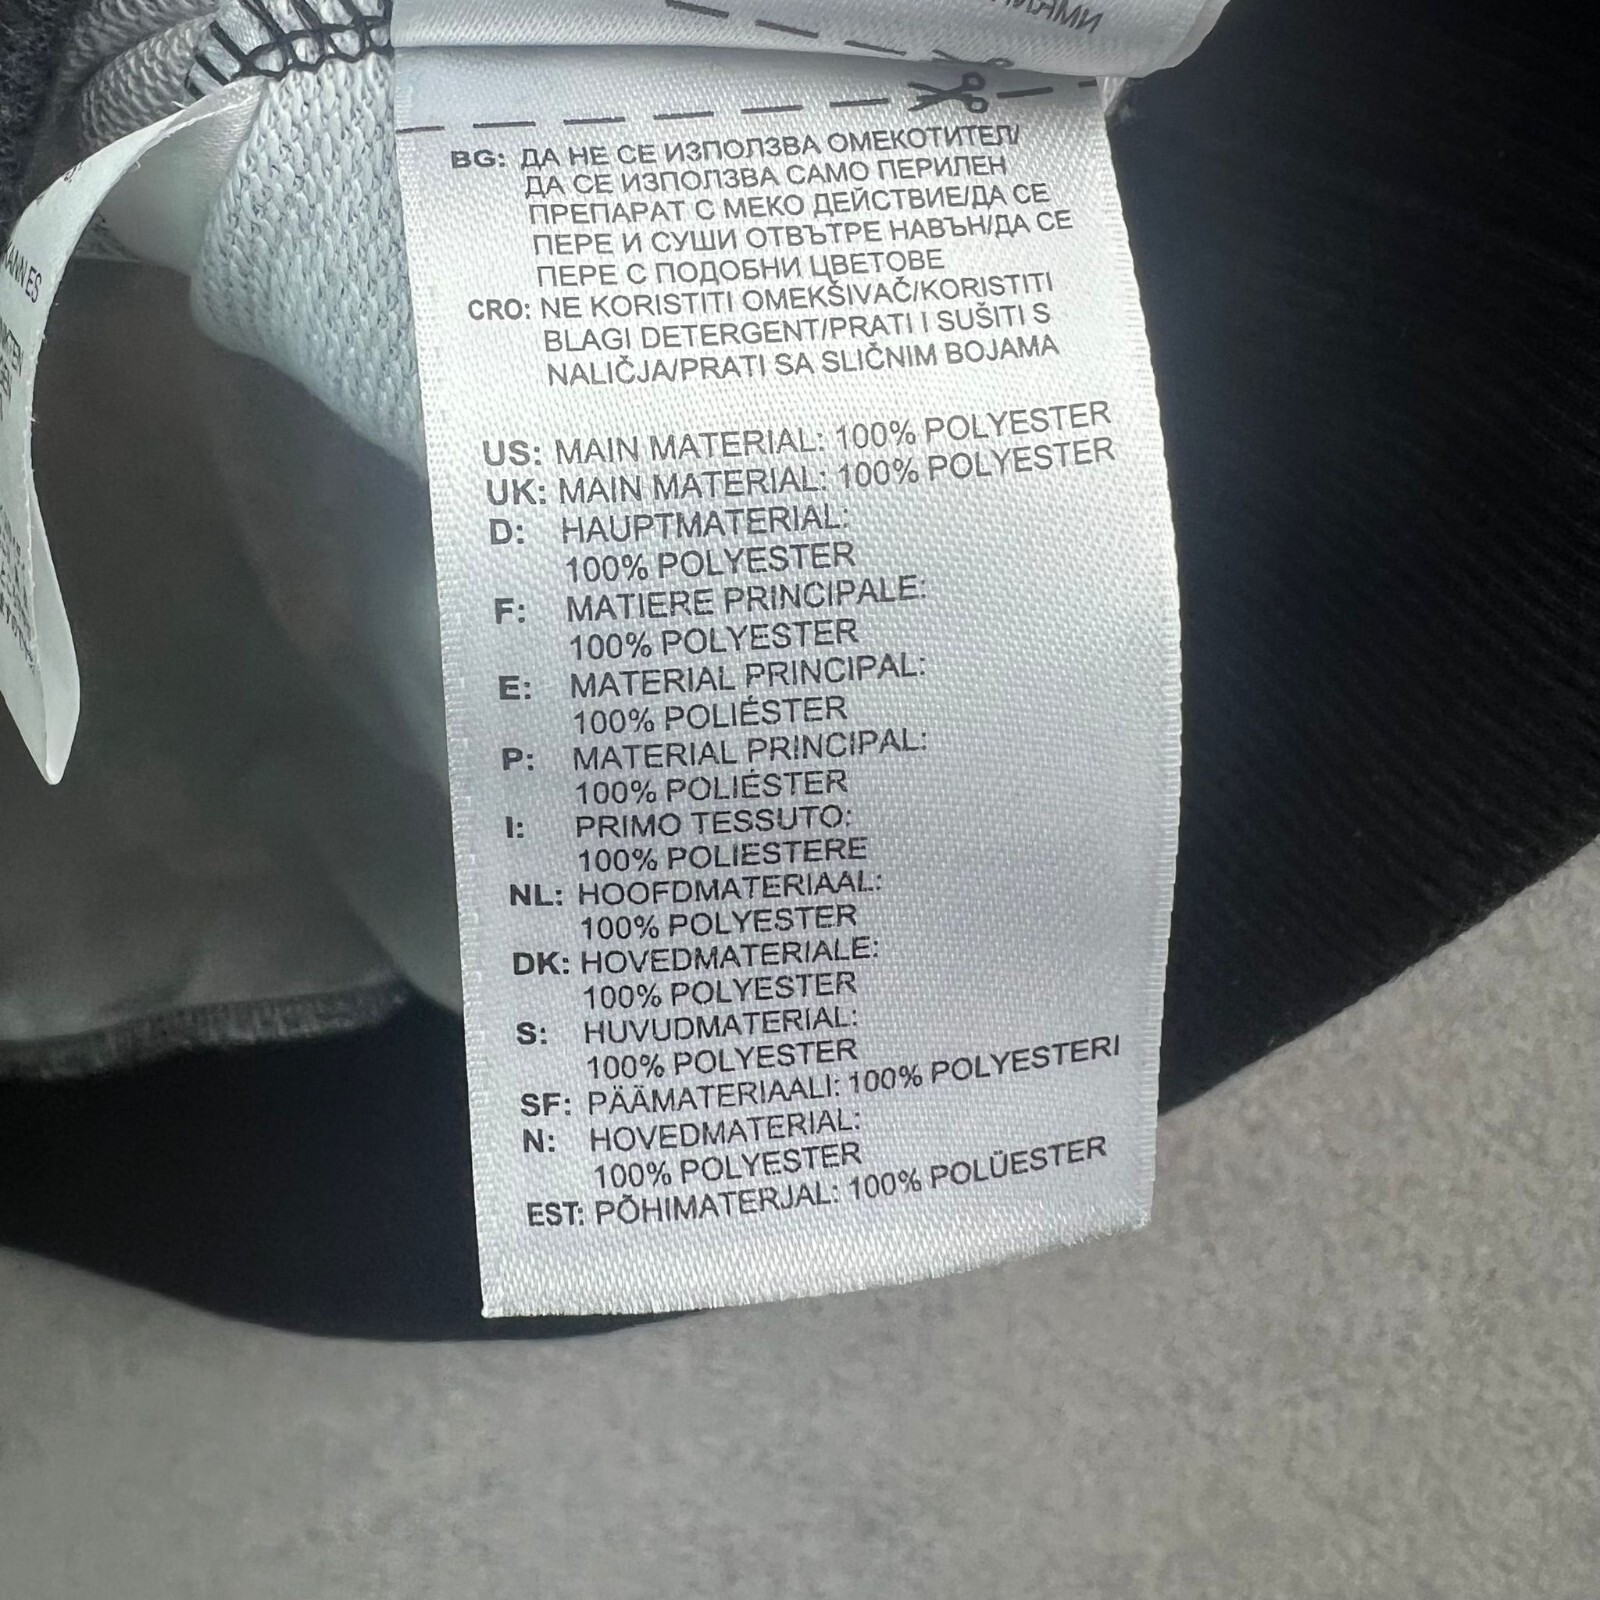 BG: ДА НЕ СЕ ИЗПОЛЗВА ОМЕКОТИТЕЛ/
ДА СЕ ИЗПОЛЗВА САМО ПЕРИЛЕН
ПРЕПАРАТ С МЕКО ДЕЙСТВИЕ/ДА СЕ
ПЕРЕ И СУШИ ОТВЪТРЕ НАВЪН/ДА СЕ
ПЕРЕ С ПОДОБНИ ЦВЕТОВЕ
CRO: NE KORISTITI OMEKŠIVAČ/KORISTITI
BLAGI DETERGENT/PRATI I SUŠITI S
NALIČJA/PRATI SA SLIČNIM BOJAMA
US: MAIN MATERIAL: 100% POLYESTER
UK: MAIN MATERIAL: 100% POLYESTER
D: HAUPTMATERIAL:
100% POLYESTER
F: MATIERE PRINCIPALE:
100% POLYESTER
E: MATERIAL PRINCIPAL:
100% POLIÉSTER
P: MATERIAL PRINCIPAL:
100% POLIÉSTER
I: PRIMO TESSUTO:
100% POLIESTERE
NL: HOOFDMATERIAAL:
100% POLYESTER
DK: HOVEDMATERIALE:
100% POLYESTER
S: HUVUDMATERIAL:
100% POLYESTER
SF: PÄÄMATERIAALI: 100% POLYESTERI
N: HOVEDMATERIAL:
100% POLYESTER
EST: PÕHIMATERJAL: 100% POLÜESTER